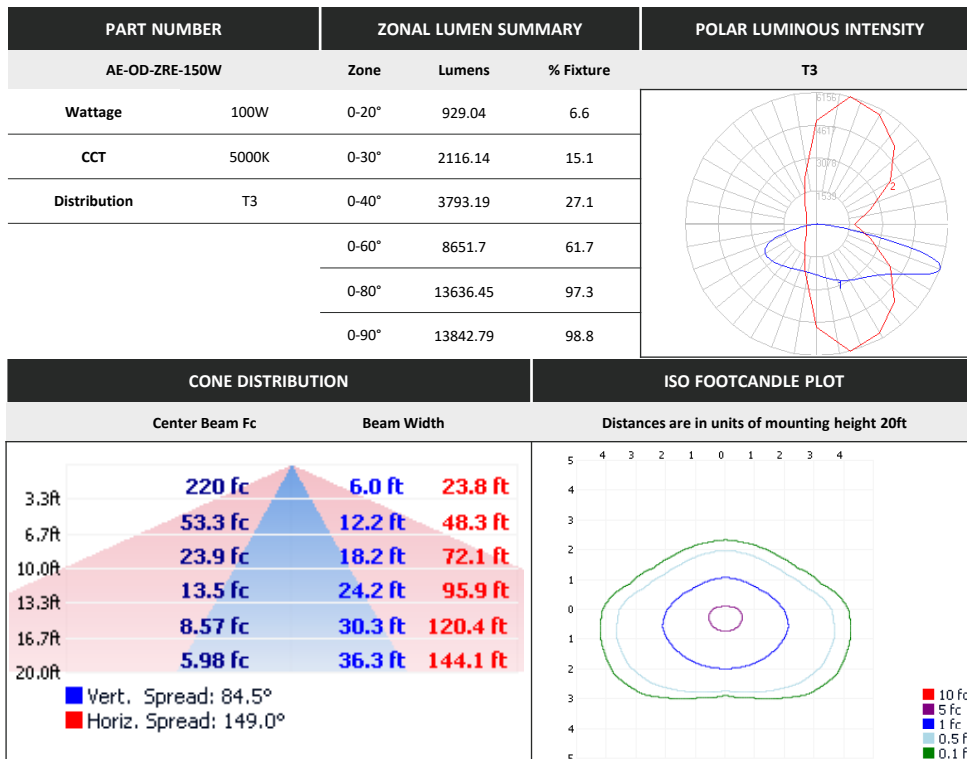 PART NUMBER
ZONAL LUMEN SUMMARY
POLAR LUMINOUS INTENSITY
AE-OD-ZRE-150W
Zone Lumens % Fixture
T3
Wattage 100W
0-20° 929.04 6.6
CCT 5000K
0-30° 2116.14 15.1
Distribution T3
0-40° 3793.19 27.1
0-60° 8651.7 61.7
0-80° 13636.45 97.3
0-90° 13842.79 98.8
6156
4617
3078
1539
2
1
CONE DISTRIBUTION
ISO FOOTCANDLE PLOT
Center Beam Fc Beam Width
Distances are in units of mounting height 20ft
3.3ft 220 fc 6.0 ft 23.8 ft
6.7ft 53.3 fc 12.2 ft 48.3 ft
10.0ft 23.9 fc 18.2 ft 72.1 ft
13.3ft 13.5 fc 24.2 ft 95.9 ft
16.7ft 8.57 fc 30.3 ft 120.4 ft
20.0ft 5.98 fc 36.3 ft 144.1 ft
Vert. Spread: 84.5°
Horiz. Spread: 149.0°
4 3 2 1 0 1 2 3 4
5
4
3
2
1
0
1
2
3
4
5
10 fc
5 fc
1 fc
0.5 f
0.1 f